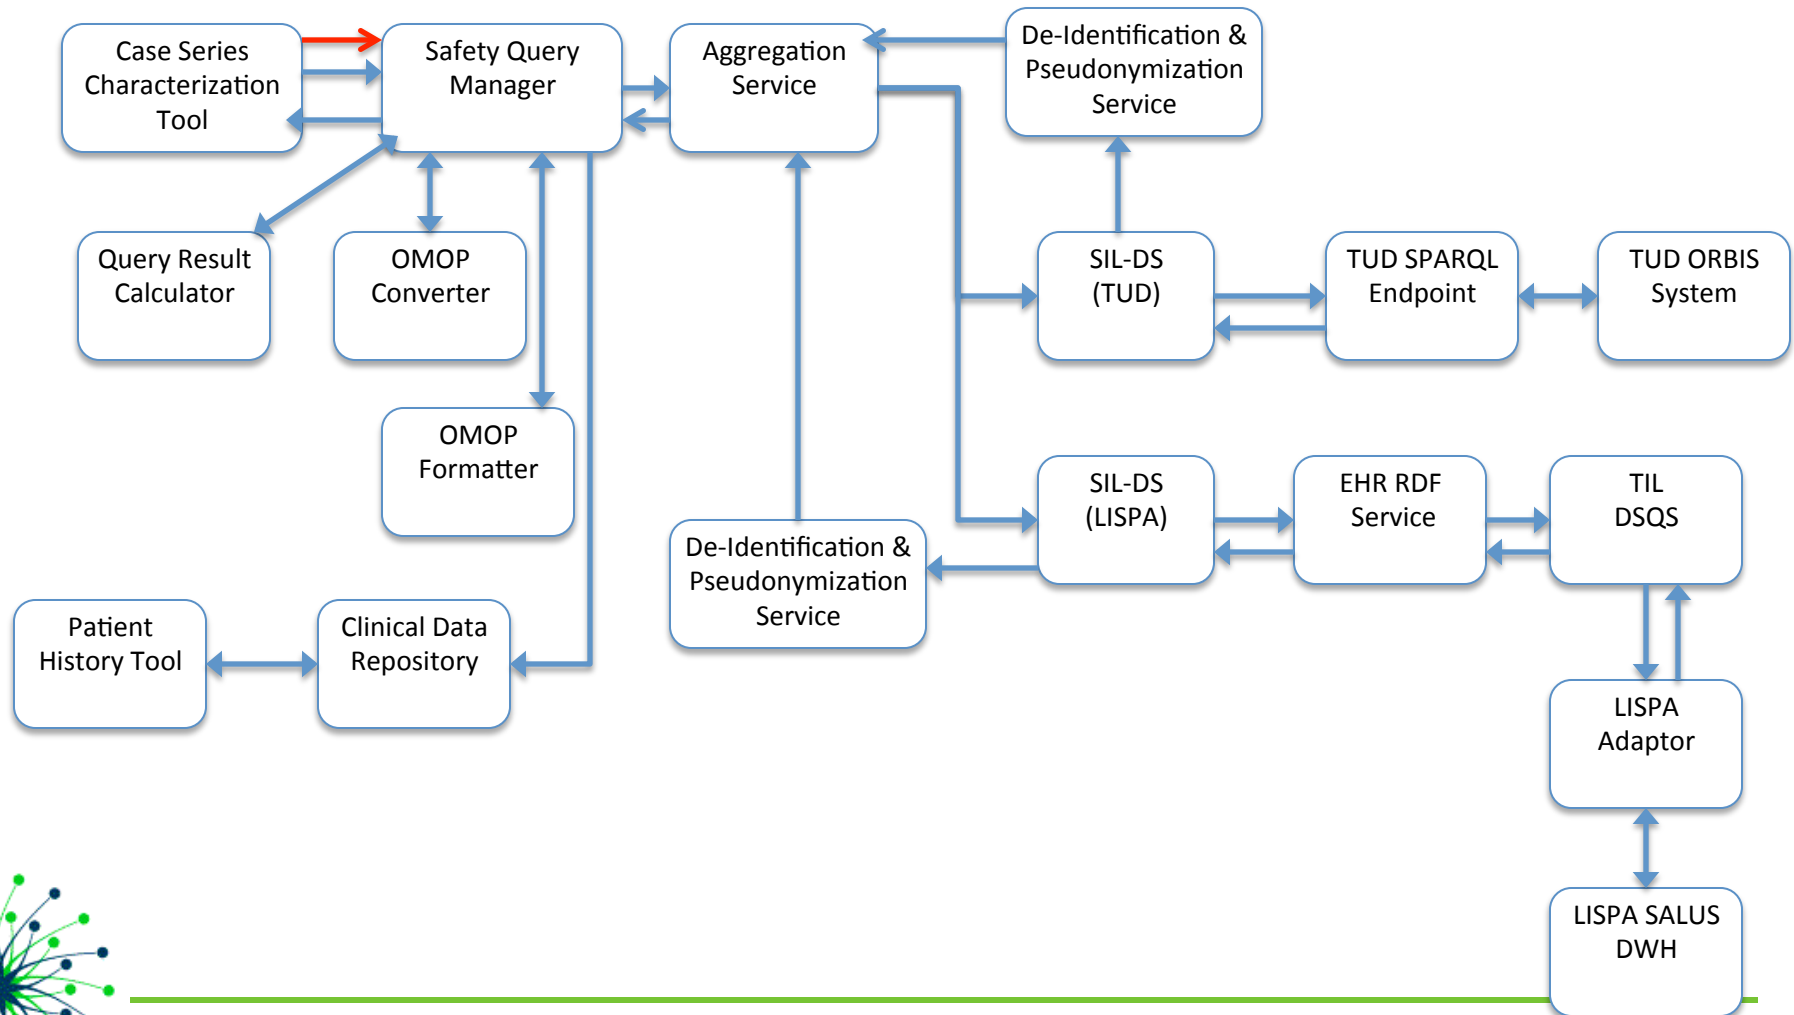 Case Series
Characterization
Tool
Safety Query
Manager
Aggregation
Service
De-Identification &
Pseudonymization
Service
Query Result
Calculator
OMOP
Converter
SIL-DS
(TUD)
TUD SPARQL
Endpoint
TUD ORBIS
System
OMOP
Formatter
SIL-DS
(LISPA)
EHR RDF
Service
TIL
DSQS
De-Identification &
Pseudonymization
Service
Patient
History Tool
Clinical Data
Repository
LISPA
Adaptor
LISPA SALUS
DWH